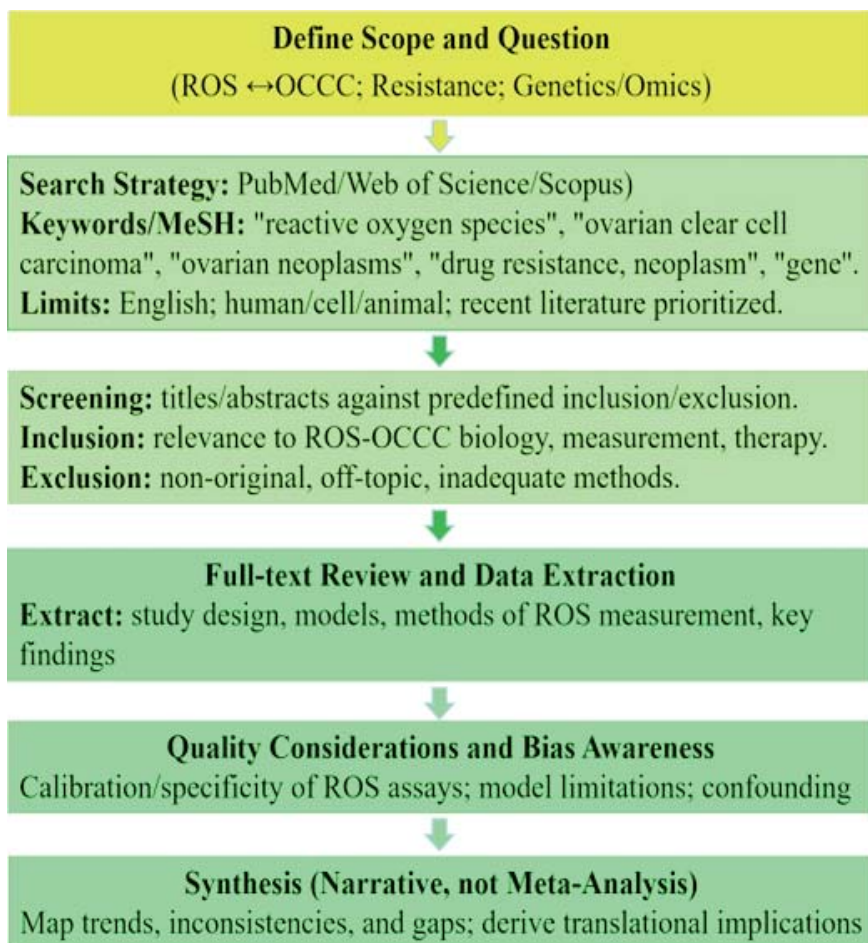 Define Scope and Question
(ROS ↔OCCC; Resistance; Genetics/Omics)
Search Strategy: PubMed/Web of Science/Scopus)
Keywords/MeSH: "reactive oxygen species", "ovarian clear cell
carcinoma", "ovarian neoplasms", "drug resistance, neoplasm", "gene".
Limits: English; human/cell/animal; recent literature prioritized.
Screening: titles/abstracts against predefined inclusion/exclusion.
Inclusion: relevance to ROS-OCCC biology, measurement, therapy.
Exclusion: non-original, off-topic, inadequate methods.
Full-text Review and Data Extraction
Extract: study design, models, methods of ROS measurement, key
findings
Quality Considerations and Bias Awareness
Calibration/specificity of ROS assays; model limitations; confounding
Synthesis (Narrative, not Meta-Analysis)
Map trends, inconsistencies, and gaps; derive translational implications